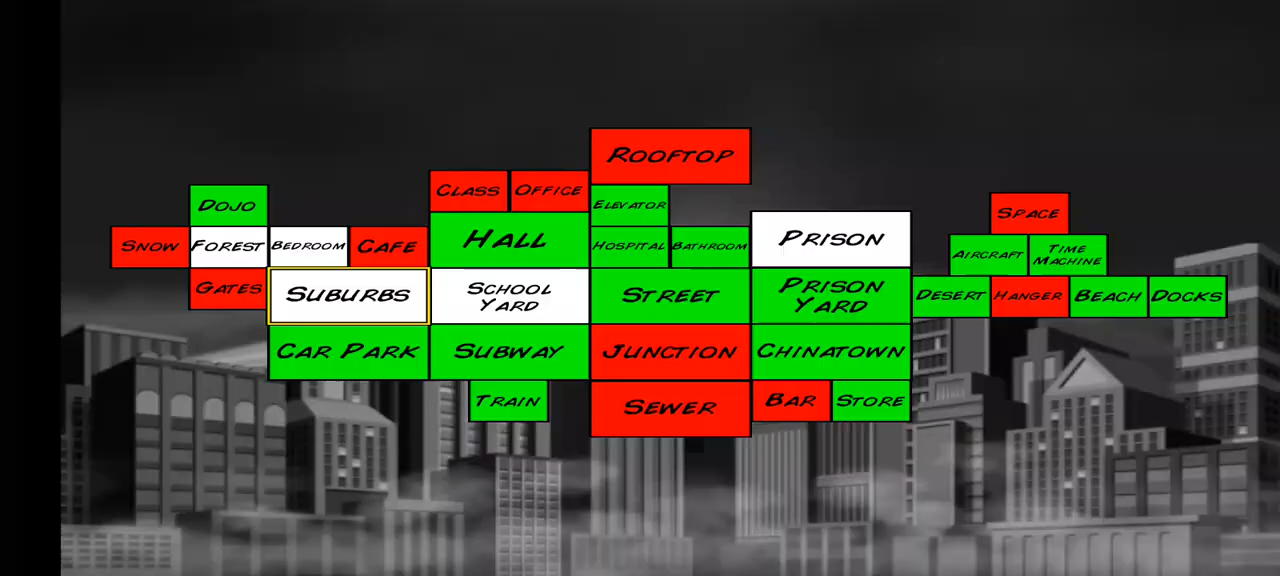 ROOFTOP
CLASS
OFFICE
DOJO
ELEVATOR
SPACE
SNOW
FOREST
BEDROOM
CAFE
HALL
HOSPITAL
BATHROOM
PRISON
AIRCRAFT
TIME
MACHINE
GATES
SUBURBS
SCHOOL
YARD
STREET
PRISON
YARD
DESERT
HANGER
BEACH
DOCKS
CAR PARK
SUBWAY
JUNCTION
CHINATOWN
TRAIN
SEWER
BAR
STORE